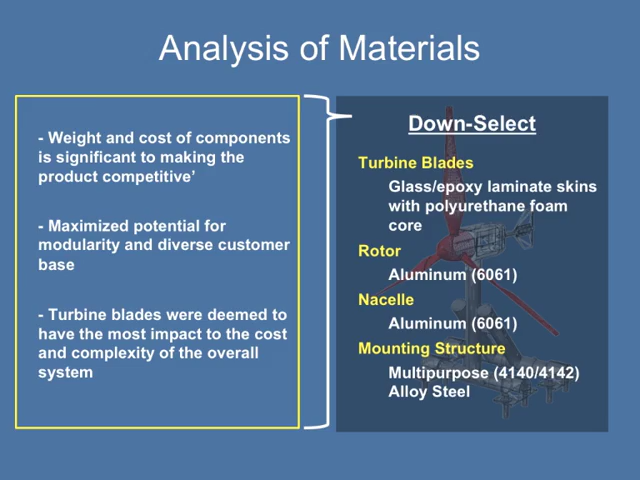 Analysis of Materials
- Weight and cost of components
is significant to making the
product competitive’
- Maximized potential for
modularity and diverse customer
base
- Turbine blades were deemed to
have the most impact to the cost
and complexity of the overall
system
Down-Select
Turbine Blades
Glass/epoxy laminate skins
with polyurethane foam
core
Rotor
Aluminum (6061)
Nacelle
Aluminum (6061)
Mounting Structure
Multipurpose (4140/4142)
Alloy Steel